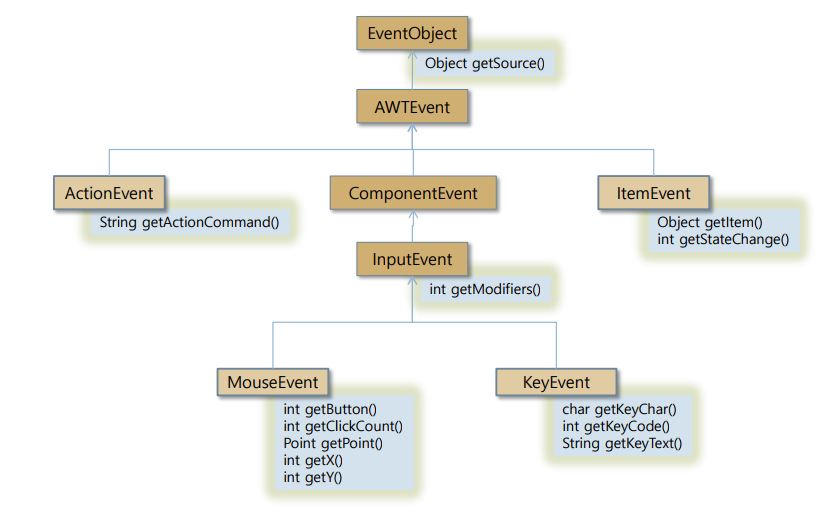 EventObject
Object getSource()
AWTEvent
ActionEvent
String getActionCommand()
ComponentEvent
ItemEvent
Object getItem()
int getStateChange()
InputEvent
int getModifiers()
MouseEvent
int getButton()
int getClickCount()
Point getPoint()
int getX()
int getY()
KeyEvent
char getKeyChar()
int getKeyCode()
String getKeyText()